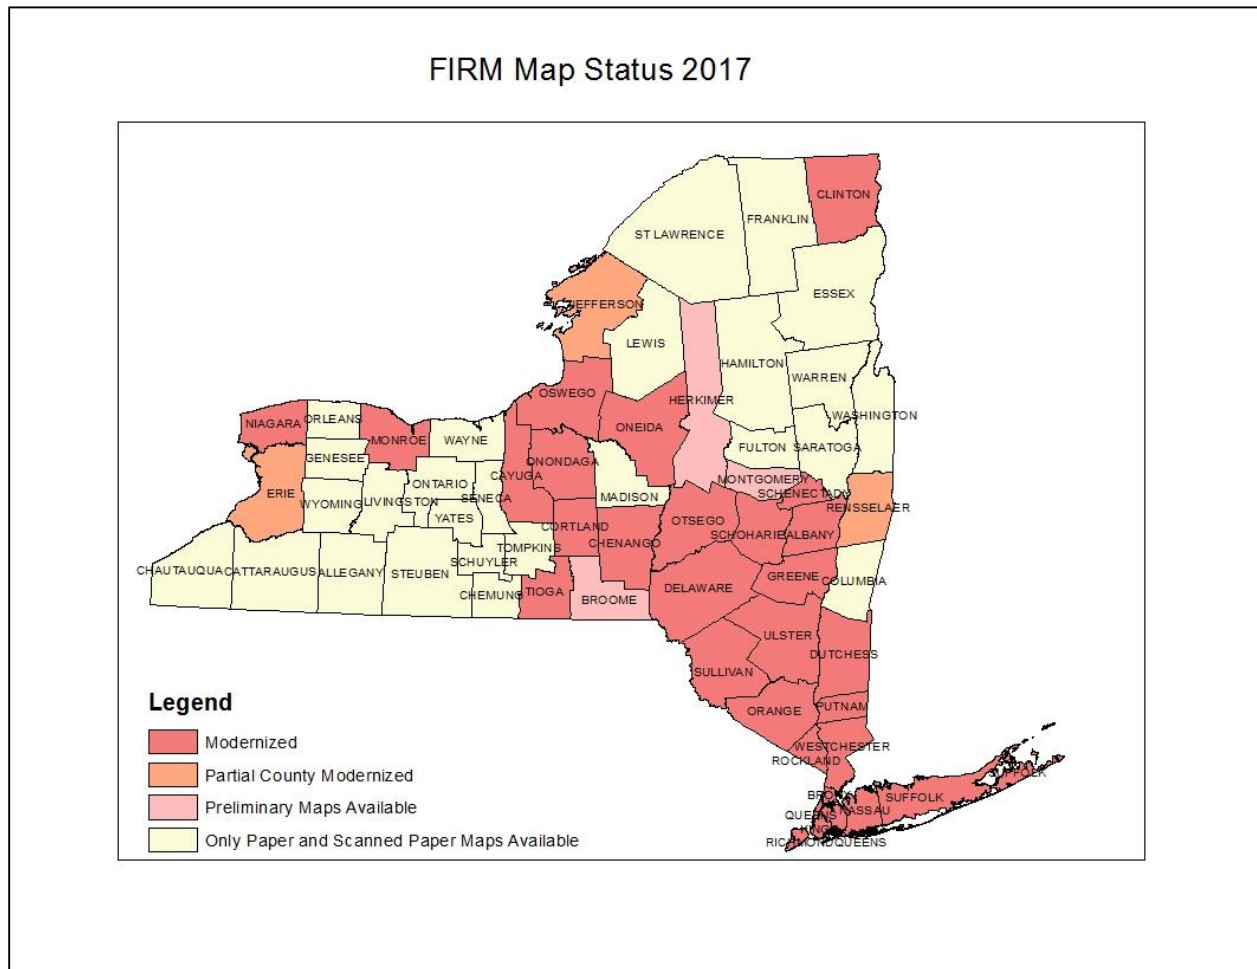 FIRM Map Status 2017
CLINTON
FRANKLIN
ST LAWRENCE
ESSEX
JEFFERSON
LEWIS
HAMILTON
WARREN
HERKIMER
OSWEGO
WASHINGTON
ORLEANS
NIAGARA
MONROE
WAYNE
ONEIDA
FULTON
SARATOGA
GENESEE
ONONDAGA
CAYUGA
MONTGOMERY
ONTARIO
SCHENECTADY
ERIE
SENECA
MADISON
WYOMING
LIVINGSTON
RENSSELAER
YATES
OTSEGO
CORTLAND
SCHOHARIE
ALBANY
CHENANGO
TOMPKINS
SCHUYLER
CHAUTAUQUA
CATTARAUGUS
ALLEGANY
STEUBEN
GREENE
COLUMBIA
DELAWARE
CHEMUNG
TIOGA
BROOME
ULSTER
DUTCHESS
SULLIVAN
ORANGE
PUTNAM
WESTCHESTER
ROCKLAND
SUFFOLK
BRONX
SUFFOLK
NASSAU
QUEENS
KINGS
RICHMOND
QUEENS
Legend
Modernized
Partial County Modernized
Preliminary Maps Available
Only Paper and Scanned Paper Maps Available